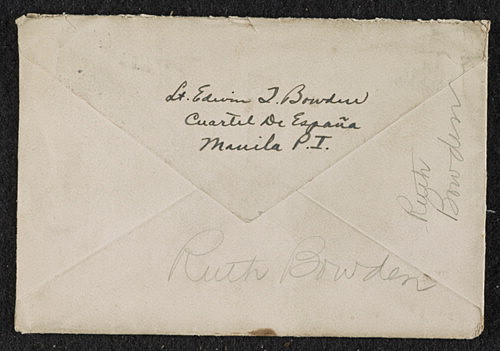 Lt. Edwin T. Bowden
Cuartel De España
Manila P.I.
Ruth
Bowden
Ruth Bowden